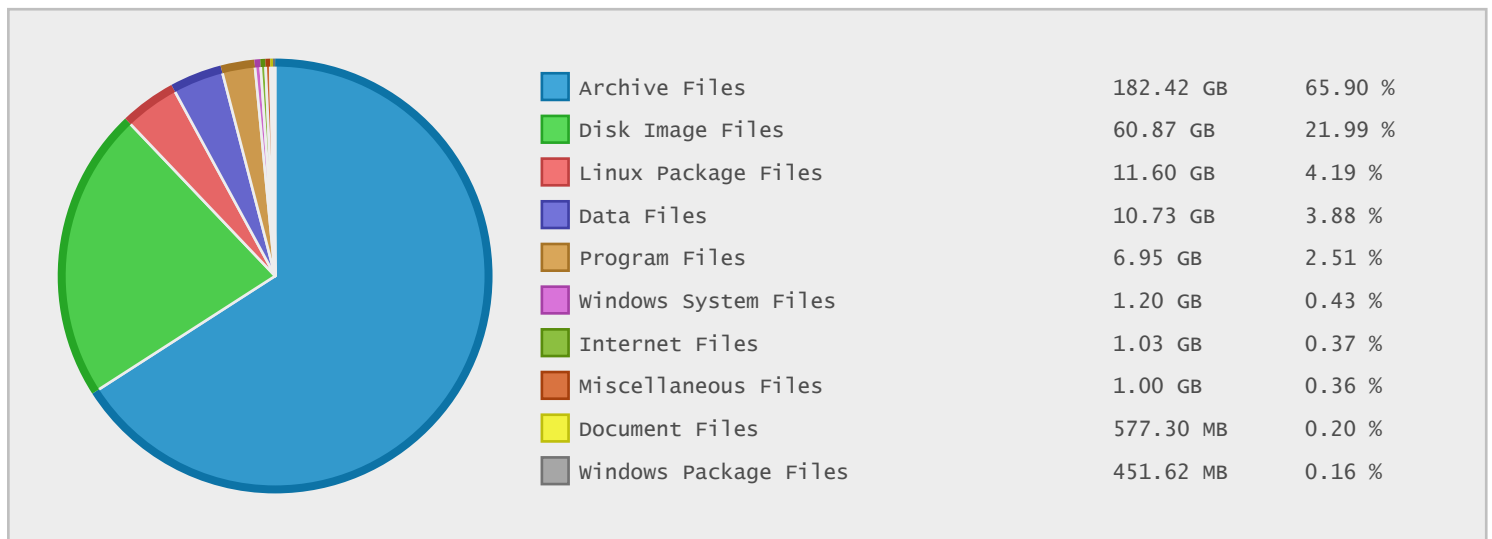 Archive Files 182.42 GB 65.90 %
Disk Image Files 60.87 GB 21.99 %
Linux Package Files 11.60 GB 4.19 %
Data Files 10.73 GB 3.88 %
Program Files 6.95 GB 2.51 %
Windows System Files 1.20 GB 0.43 %
Internet Files 1.03 GB 0.37 %
Miscellaneous Files 1.00 GB 0.36 %
Document Files 577.30 MB 0.20 %
Windows Package Files 451.62 MB 0.16 %